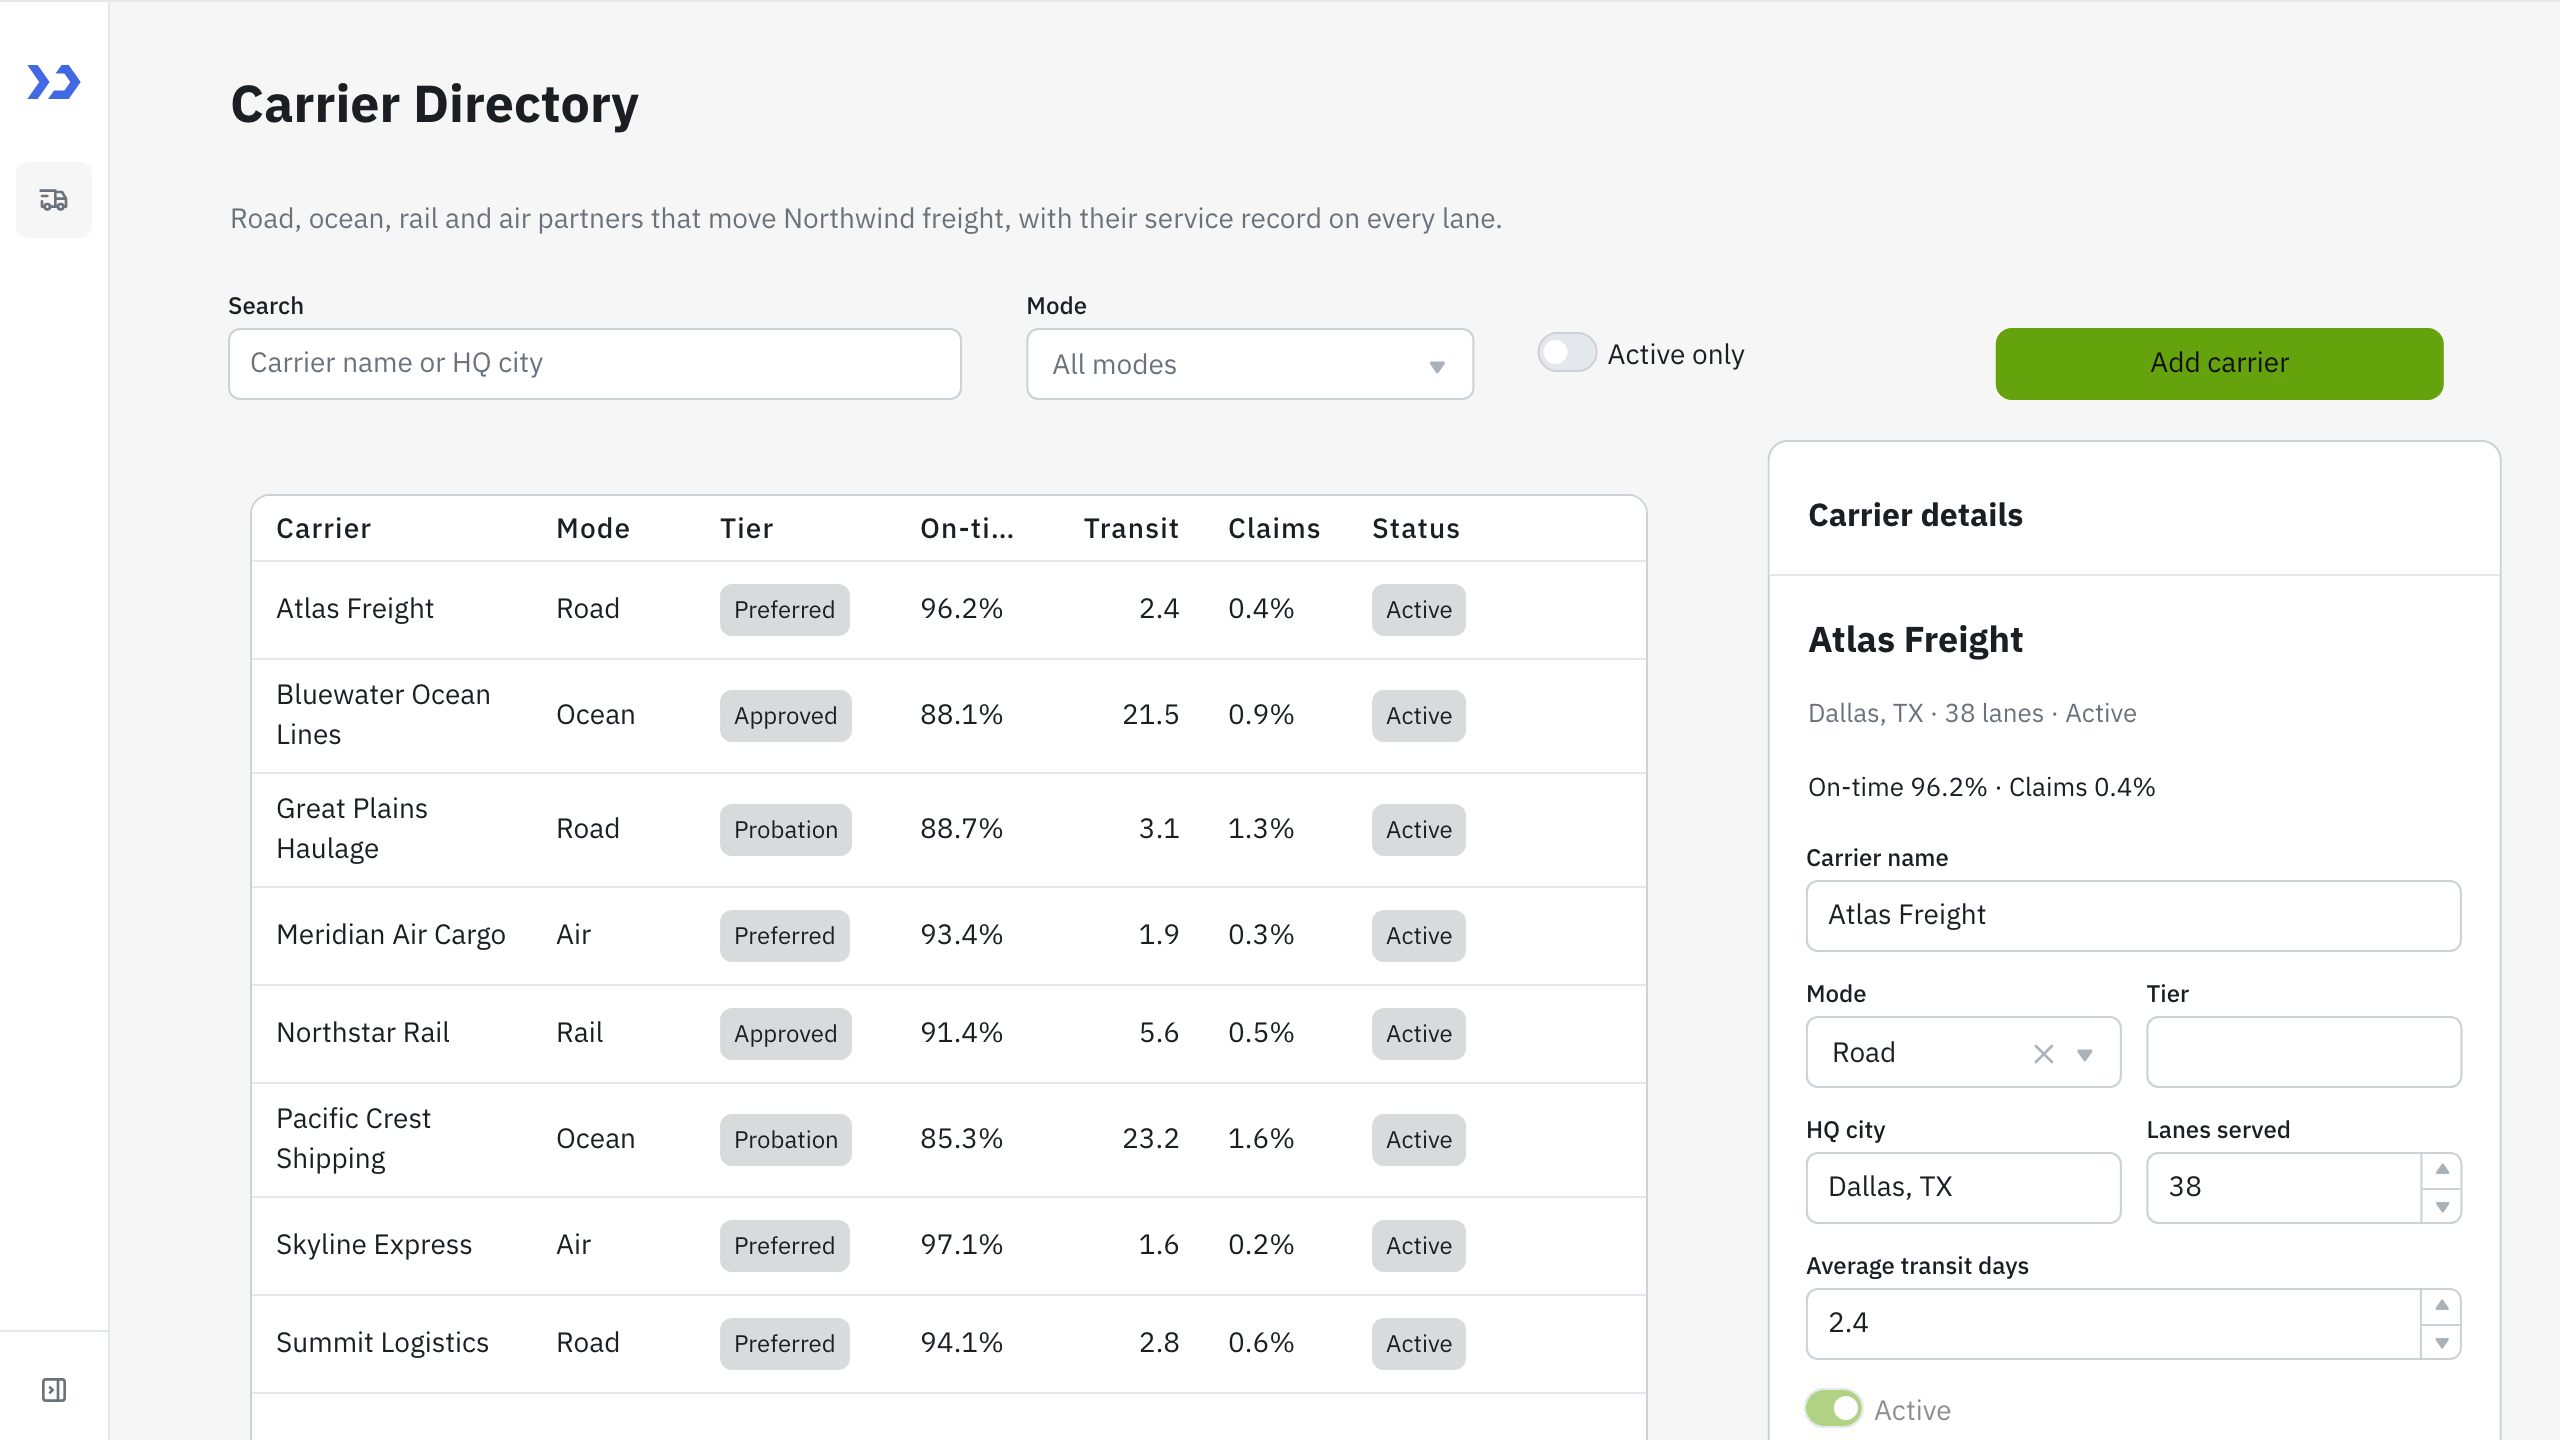 Carrier Directory
Road, ocean, rail and air partners that move Northwind freight, with their service record on every lane.
Search
Carrier name or HQ city
Mode
All modes
Active only
Add carrier
Carrier Mode Tier On-ti... Transit Claims Status
Atlas Freight Road Preferred 96.2% 2.4 0.4% Active
Bluewater Ocean
Lines
Ocean Approved 88.1% 21.5 0.9% Active
Great Plains
Haulage
Road Probation 88.7% 3.1 1.3% Active
Meridian Air Cargo Air Preferred 93.4% 1.9 0.3% Active
Northstar Rail Rail Approved 91.4% 5.6 0.5% Active
Pacific Crest
Shipping
Ocean Probation 85.3% 23.2 1.6% Active
Skyline Express Air Preferred 97.1% 1.6 0.2% Active
Summit Logistics Road Preferred 94.1% 2.8 0.6% Active
Carrier details
Atlas Freight
Dallas, TX · 38 lanes · Active
On-time 96.2% · Claims 0.4%
Carrier name
Atlas Freight
Mode
Road
Tier
HQ city
Dallas, TX
Lanes served
38
Average transit days
2.4
Active